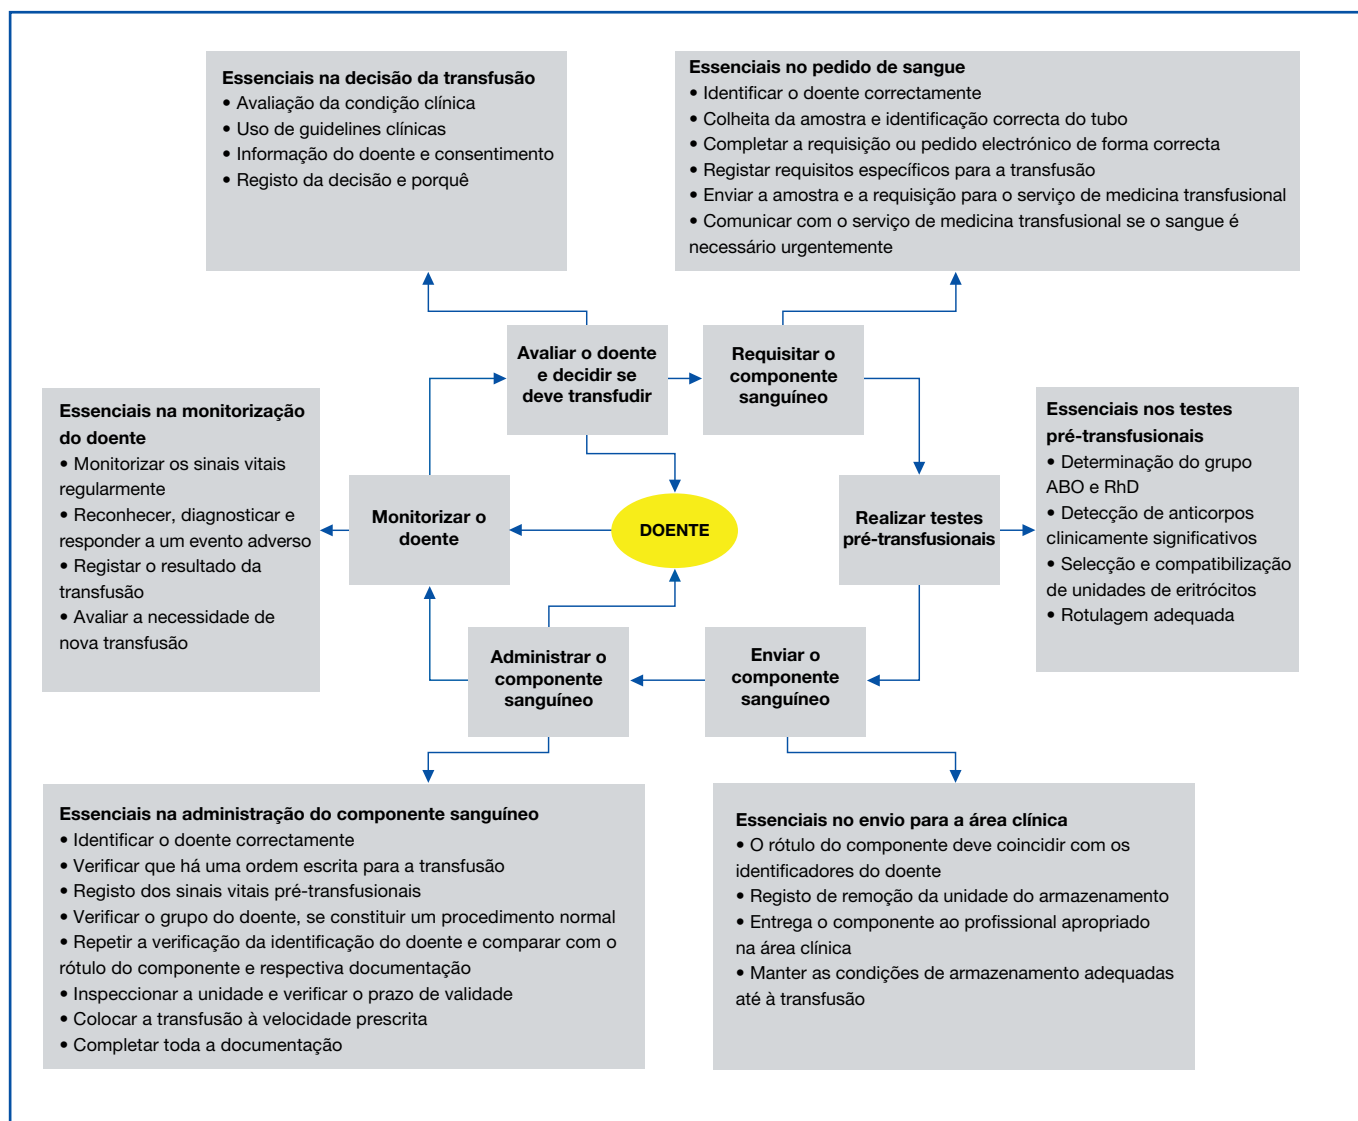 Essenciais na decisão da transfusão
• Avaliação da condição clínica
• Uso de guidelines clínicas
• Informação do doente e consentimento
• Registo da decisão e porquê
Essenciais no pedido de sangue
• Identificar o doente correctamente
• Colheita da amostra e identificação correcta do tubo
• Completar a requisição ou pedido electrónico de forma correcta
• Registar requisitos específicos para a transfusão
• Enviar a amostra e a requisição para o serviço de medicina transfusional
• Comunicar com o serviço de medicina transfusional se o sangue é
necessário urgentemente
Avaliar o doente
e decidir se
deve transfudir
Requisitar o
componente
sanguíneo
Essenciais na monitorização
do doente
• Monitorizar os sinais vitais
regularmente
• Reconhecer, diagnosticar e
responder a um evento adverso
• Registar o resultado da
transfusão
• Avaliar a necessidade de
nova transfusão
Monitorizar o
doente
DOENTE
Realizar testes
pré-transfusionais
Essenciais nos testes
pré-transfusionais
• Determinação do grupo
ABO e RhD
• Detecção de anticorpos
clinicamente significativos
• Selecção e compatibilização
de unidades de eritrócitos
• Rotulagem adequada
Administrar o
componente
sanguíneo
Enviar o
componente
sanguíneo
Essenciais na administração do componente sanguíneo
• Identificar o doente correctamente
• Verificar que há uma ordem escrita para a transfusão
• Registo dos sinais vitais pré-transfusionais
• Verificar o grupo do doente, se constituir um procedimento normal
• Repetir a verificação da identificação do doente e comparar com o
rótulo do componente e respectiva documentação
• Inspeccionar a unidade e verificar o prazo de validade
• Colocar a transfusão à velocidade prescrita
• Completar toda a documentação
Essenciais no envio para a área clínica
• O rótulo do componente deve coincidir com os
identificadores do doente
• Registo de remoção da unidade do armazenamento
• Entrega o componente ao profissional apropriado
na área clínica
• Manter as condições de armazenamento adequadas
até à transfusão